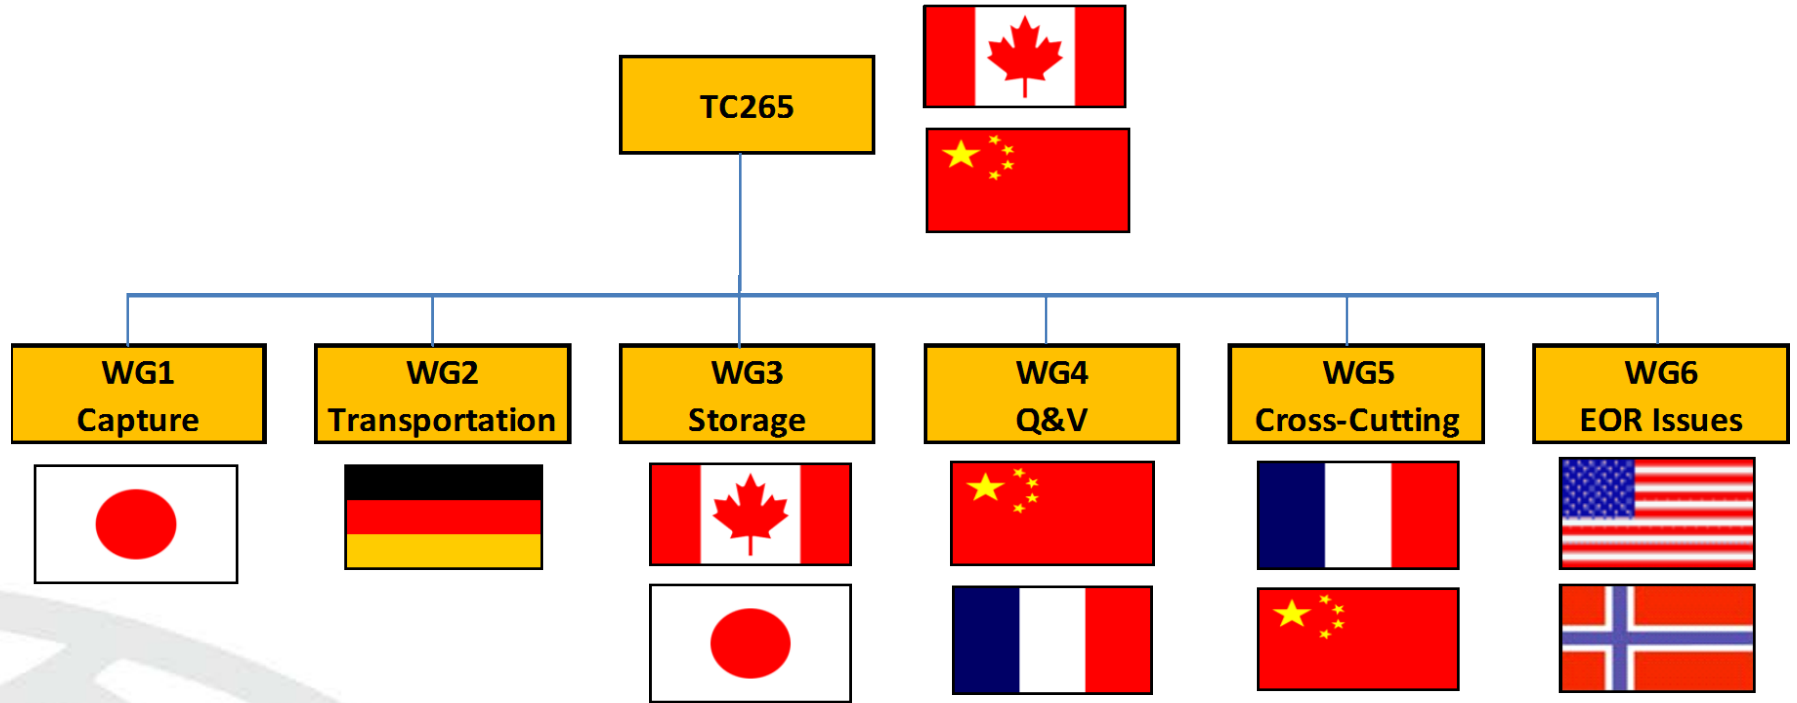 TC265
WG1
Capture
WG2
Transportation
WG3
Storage
WG4
Q&V
WG5
Cross-Cutting
WG6
EOR Issues